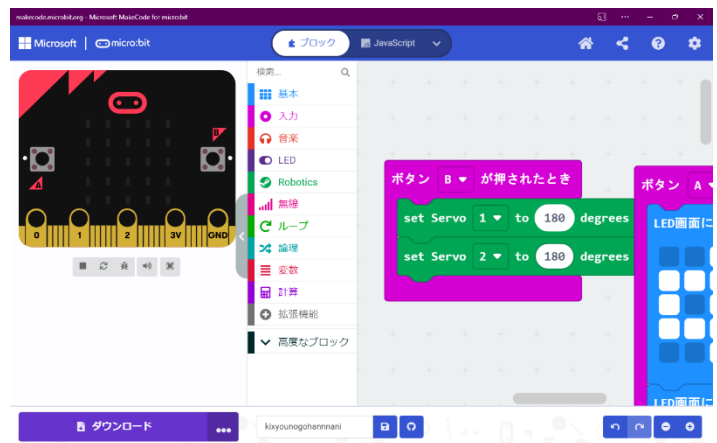 makecode.microbit.org - Microsoft MakeCode for micro:bit
Microsoft micro:bit ブロック JavaScript
検索...
基本
入力
音楽
LED
Robotics
無線
ループ
論理
変数
計算
拡張機能
高度なブロック
B
A
0 1 2 3V GND
ボタン B が押されたとき
set Servo 1 to 180 degrees
set Servo 2 to 180 degrees
ボタン A
LED画面に
LED画面に
ダウンロード
kixyounogohannnani